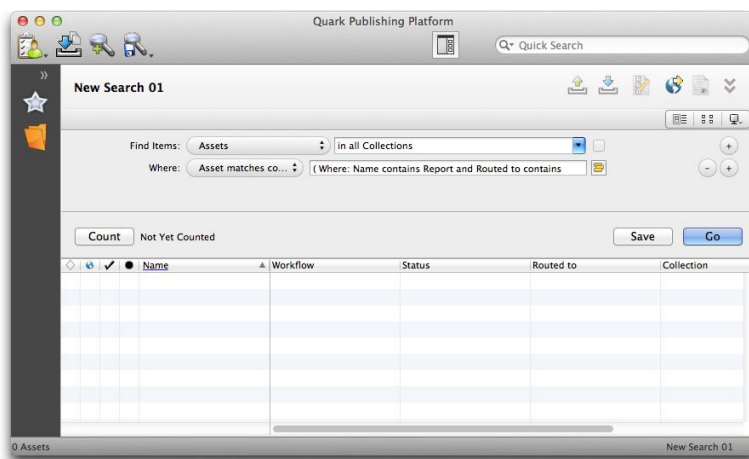 Quark Publishing Platform
Quick Search
New Search 01
Find Items: Assets in all Collections
Where: Asset matches co... ( Where: Name contains Report and Routed to contains
Count Not Yet Counted Save Go
Name Workflow Status Routed to Collection
0 Assets New Search 01